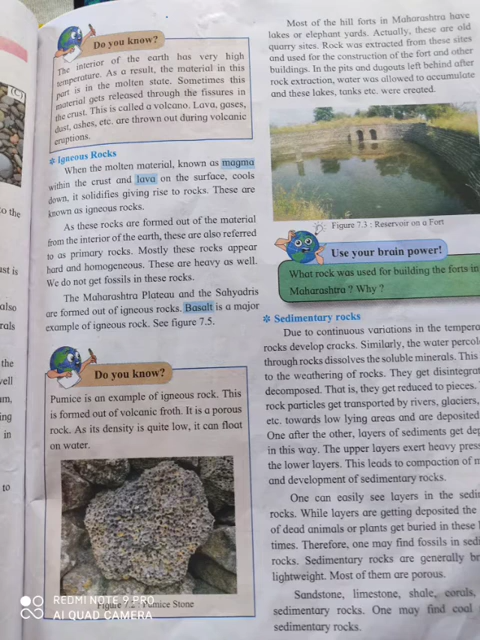 Do you know?
The interior of the earth has very high
temperature. As a result, the material in this
part is in the molten state. Sometimes this
material gets released through the fissures in
the crust. This is called a volcano. Lava, gases,
dust, ashes, etc. are thrown out during volcanic
eruptions.
* Igneous Rocks
When the molten material, known as magma
within the crust and lava on the surface, cools
down, it solidifies giving rise to rocks. These are
known as igneous rocks.
As these rocks are formed out of the material
from the interior of the earth, these are also referred
to as primary rocks. Mostly these rocks appear
hard and homogeneous. These are heavy as well.
We do not get fossils in these rocks.
The Maharashtra Plateau and the Sahyadris
are formed out of igneous rocks. Basalt is a major
example of igneous rock. See figure 7.5.
Do you know?
Pumice is an example of igneous rock. This
is formed out of volcanic froth. It is a porous
rock. As its density is quite low, it can float
on water.
Figure 7.2 : Pumice Stone
Most of the hill forts in Maharashtra have
lakes or elephant yards. Actually, these are old
quarry sites. Rock was extracted from these sites
and used for the construction of the fort and other
buildings. In the pits and dugouts left behind after
rock extraction, water was allowed to accumulate
and these lakes, tanks etc. were created.
Figure 7.3 : Reservoir on a Fort
Use your brain power!
What rock was used for building the forts in
Maharashtra ? Why ?
* Sedimentary rocks
Due to continuous variations in the tempera
rocks develop cracks. Similarly, the water percol
through rocks dissolves the soluble minerals. This
to the weathering of rocks. They get disintegrat
decomposed. That is, they get reduced to pieces.
rock particles get transported by rivers, glaciers,
etc. towards low lying areas and are deposited
One after the other, layers of sediments get dep
in this way. The upper layers exert heavy press
the lower layers. This leads to compaction of m
and development of sedimentary rocks.
One can easily see layers in the sedi
rocks. While layers are getting deposited the
of dead animals or plants get buried in these l
times. Therefore, one may find fossils in sedi
rocks. Sedimentary rocks are generally br
lightweight. Most of them are porous.
Sandstone, limestone, shale, corals,
sedimentary rocks. One may find coal
sedimentary rocks.
(C)
to the
ast is
also
rals
the
well
um,
ing
in
to
REDMI NOTE 9 PRO
AI QUAD CAMERA